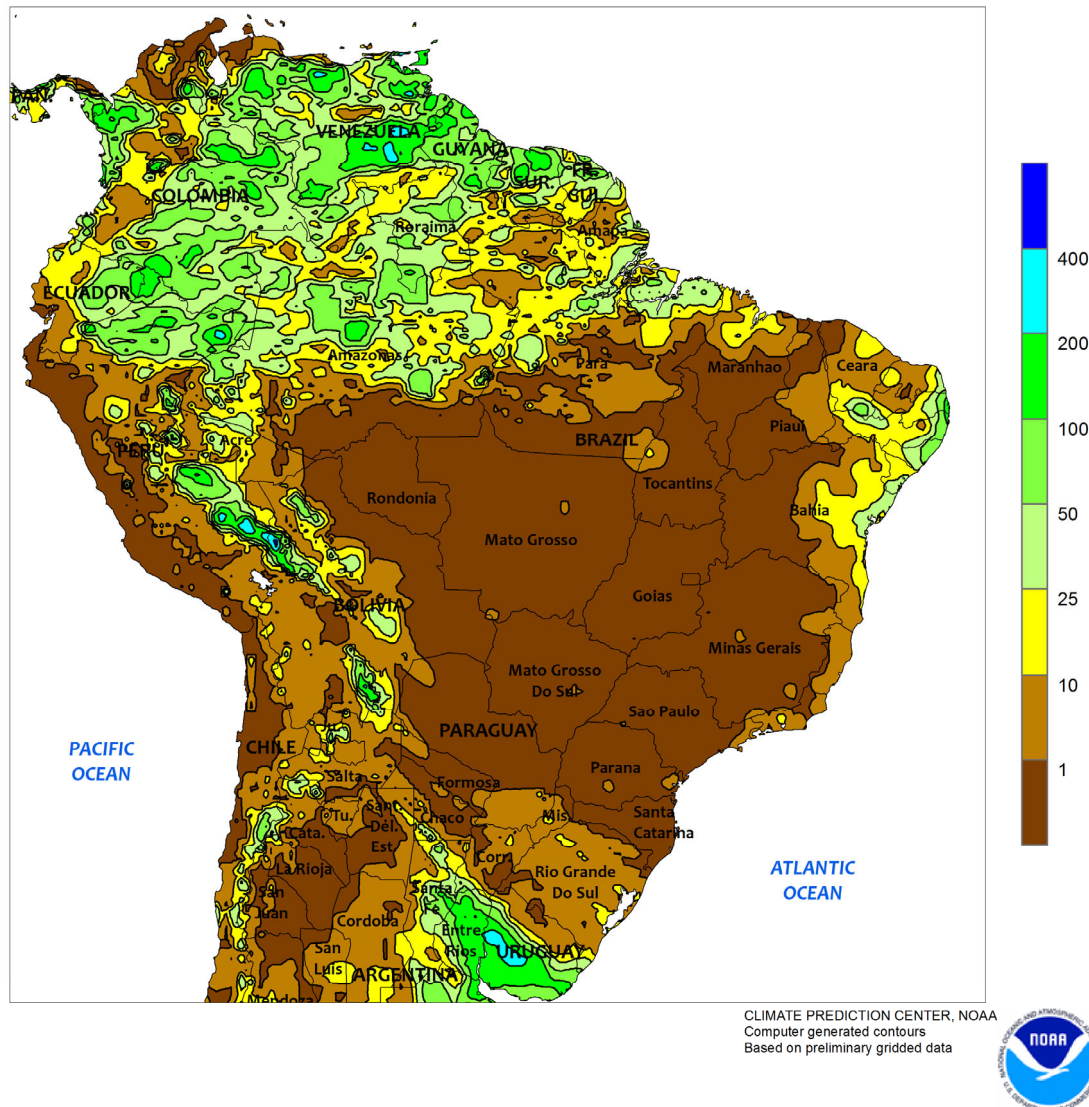 PAN.
VENEZUELA
GUYANA
SUR.
FR.
GUI.
COLOMBIA
Roraima
Amapa
ECUADOR
Amazonas
Para
Maranhao
Ceara
Piaui
Acre
PERU
BRAZIL
Rondonia
Tocantins
Bahia
Mato Grosso
Goias
BOLIVIA
Minas Gerais
Mato Grosso
Do Sul
Sao Paulo
PARAGUAY
PACIFIC
OCEAN
CHILE
Salta
Formosa
Parana
Tu.
Sant.
Del.
Est.
Chaco
Mis.
Santa
Catarina
Cata.
La Rioja
Corr.
Rio Grande
Do Sul
ATLANTIC
OCEAN
San
Juan
Santa
Fe
Cordoba
Entre
Rios
URUGUAY
San
Luis
ARGENTINA
Mendoza
400
200
100
50
25
10
1
CLIMATE PREDICTION CENTER, NOAA
Computer generated contours
Based on preliminary gridded data
NOAA